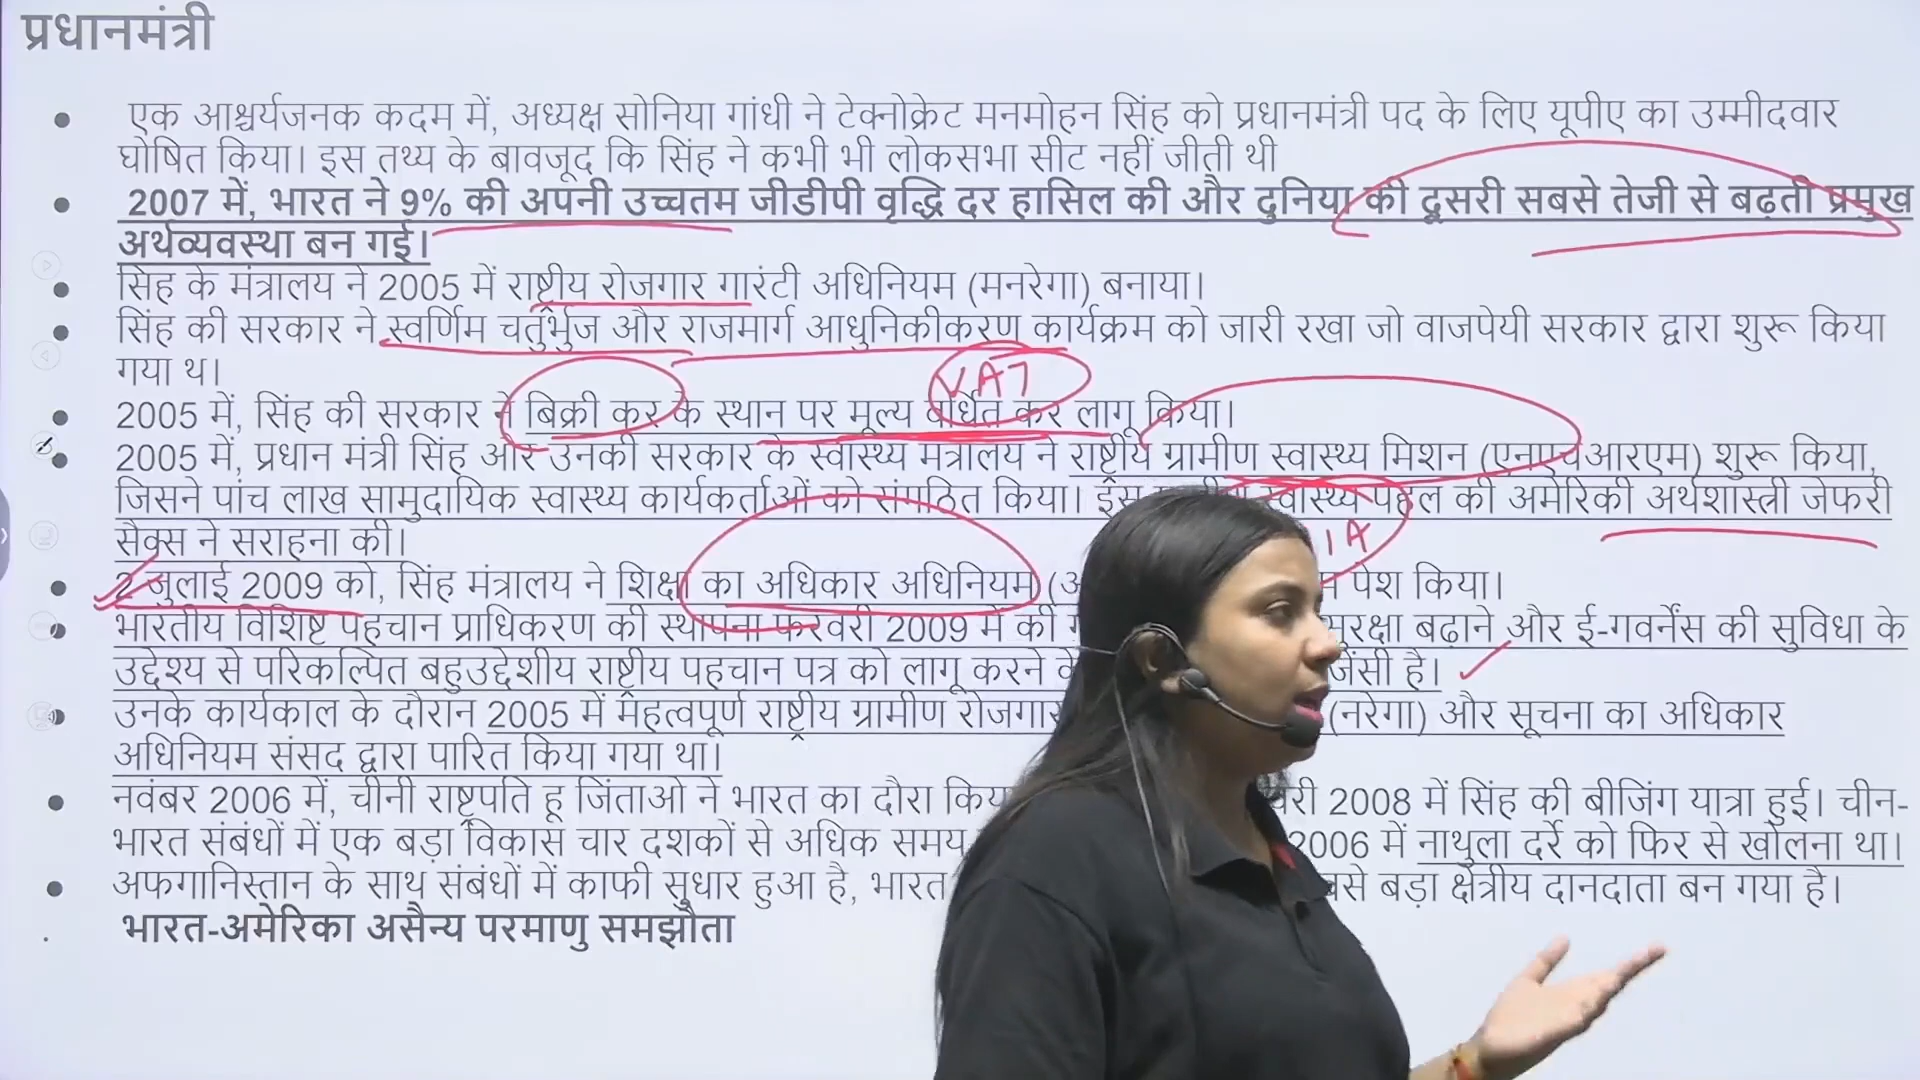 प्रधानमंत्री
एक आश्चर्यजनक कदम में, अध्यक्ष सोनिया गांधी ने टेक्नोक्रेट मनमोहन सिंह को प्रधानमंत्री पद के लिए यूपीए का उम्मीदवार
घोषित किया। इस तथ्य के बावजूद कि सिंह ने कभी भी लोकसभा सीट नहीं जीती थी
2007 में, भारत ने 9% की अपनी उच्चतम जीडीपी वृद्धि दर हासिल की और दुनिया की दूसरी सबसे तेजी से बढ़ती प्रमुख
अर्थव्यवस्था बन गई।
सिंह के मंत्रालय ने 2005 में राष्ट्रीय रोजगार गारंटी अधिनियम (मनरेगा) बनाया।
सिंह की सरकार ने स्वर्णिम चतुर्भुज और राजमार्ग आधुनिकीकरण कार्यक्रम को जारी रखा जो वाजपेयी सरकार द्वारा शुरू किया
गया थ।
VAT
2005 में, सिंह की सरकार ने बिक्री कर के स्थान पर मूल्य वर्धित कर लागू किया।
2005 में, प्रधान मंत्री सिंह और उनकी सरकार के स्वास्थ्य मंत्रालय ने राष्ट्रीय ग्रामीण स्वास्थ्य मिशन (एनएचआरएम) शुरू किया,
जिसने पांच लाख सामुदायिक स्वास्थ्य कार्यकर्ताओं को संगठित किया। इस स्वास्थ्य पहल की अमेरिकी अर्थशास्त्री जेफरी
सैक्स ने सराहना की।
2 जुलाई 2009 को, सिंह मंत्रालय ने शिक्षा का अधिकार अधिनियम पेश किया।
भारतीय विशिष्ट पहचान प्राधिकरण की स्थापना फरवरी 2009 में की सुरक्षा बढ़ाने और ई-गवर्नेंस की सुविधा के
उद्देश्य से परिकल्पित बहुउद्देशीय राष्ट्रीय पहचान पत्र को लागू करने है।
उनके कार्यकाल के दौरान 2005 में महत्वपूर्ण राष्ट्रीय ग्रामीण रोजगार (नरेगा) और सूचना का अधिकार
अधिनियम संसद द्वारा पारित किया गया था।
नवंबर 2006 में, चीनी राष्ट्रपति हू जिंताओ ने भारत का दौरा 2008 में सिंह की बीजिंग यात्रा हुई। चीन-
भारत संबंधों में एक बड़ा विकास चार दशकों से अधिक समय 2006 में नाथुला दर्रे को फिर से खोलना था।
अफगानिस्तान के साथ संबंधों में काफी सुधार हुआ है, भारत बड़ा क्षेत्रीय दानदाता बन गया है।
भारत-अमेरिका असैन्य परमाणु समझौता